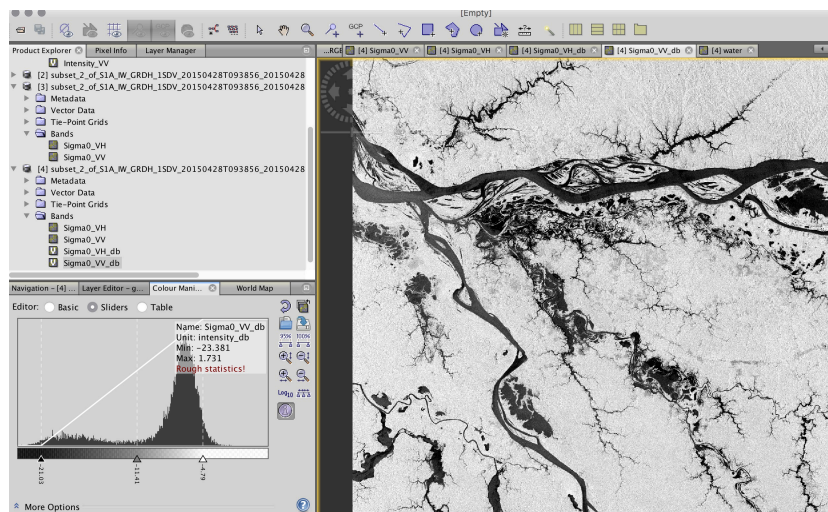 [Empty]
GCP
Product Explorer
Pixel Info
Layer Manager
...RGB
[4] Sigma0_VV
[4] Sigma0_VH
[4] Sigma0_VH_db
[4] Sigma0_VV_db
[4] water
Intensity_VV
[2] subset_2_of_S1A_IW_GRDH_1SDV_20150428T093856_20150428
[3] subset_2_of_S1A_IW_GRDH_1SDV_20150428T093856_20150428
Metadata
Vector Data
Tie-Point Grids
Bands
Sigma0_VH
Sigma0_VV
[4] subset_2_of_S1A_IW_GRDH_1SDV_20150428T093856_20150428
Metadata
Vector Data
Tie-Point Grids
Bands
Sigma0_VH
Sigma0_VV
Sigma0_VH_db
Sigma0_VV_db
Navigation - [4] ...
Layer Editor - g...
Colour Mani...
World Map
Editor: Basic Sliders Table
Name: Sigma0_VV_db
Unit: intensity_db
Min: -23.381
Max: 1.731
Rough statistics!
95% 100%
Log10
-21.03
-11.41
-4.79
More Options